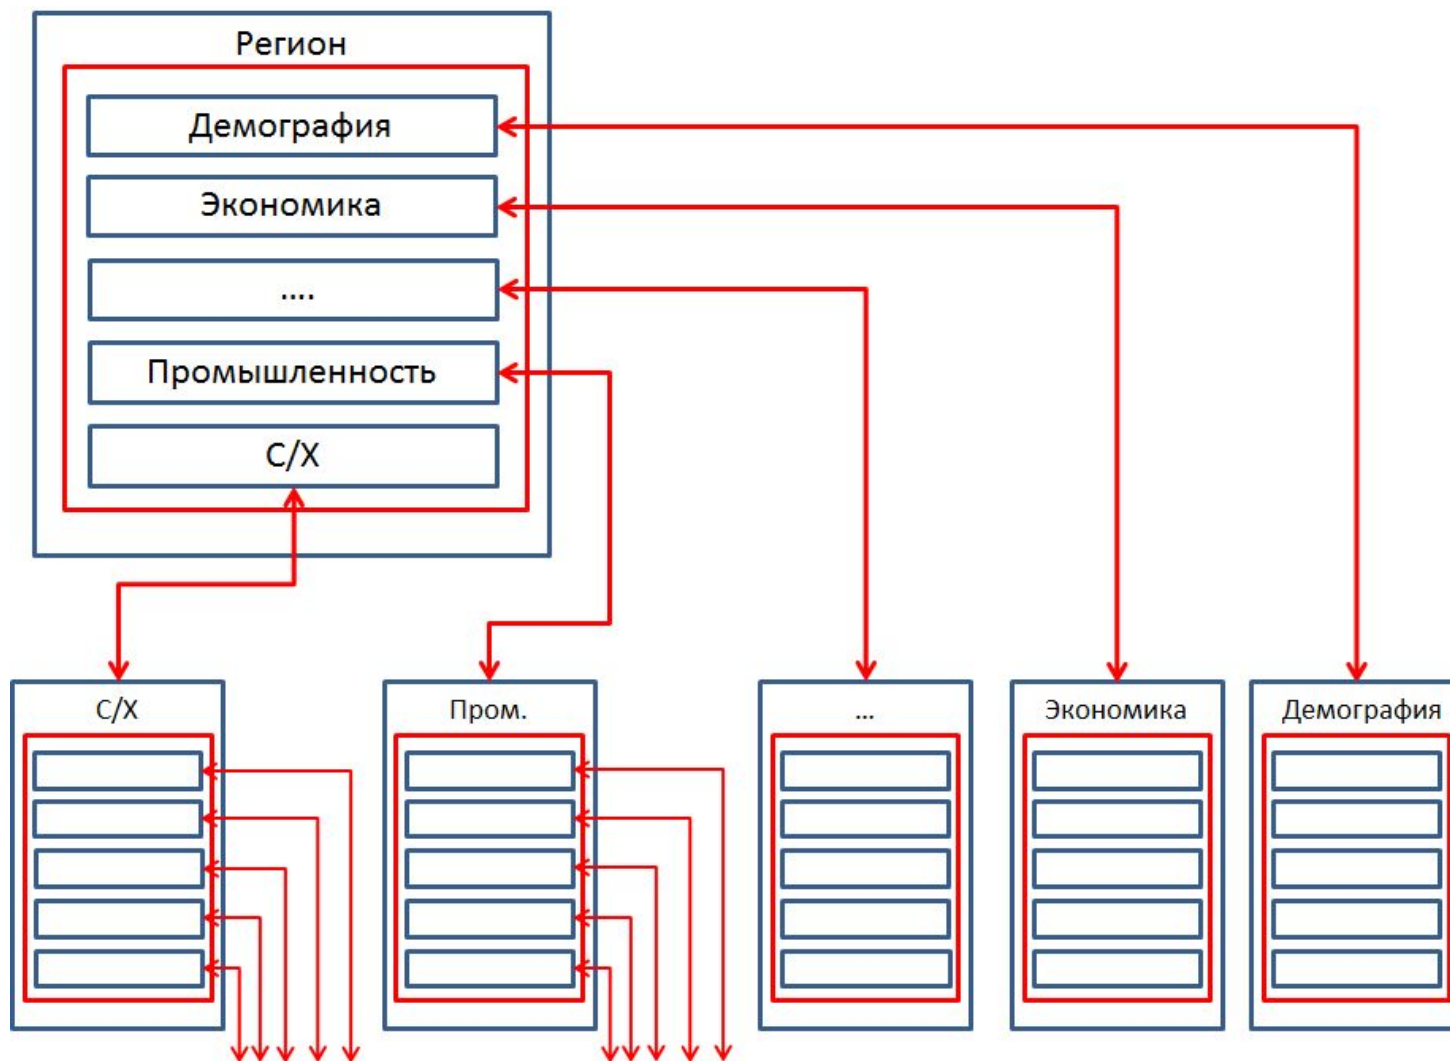 Регион
Демография
Экономика
....
Промышленность
С/Х
С/Х
Пром.
...
Экономика
Демография